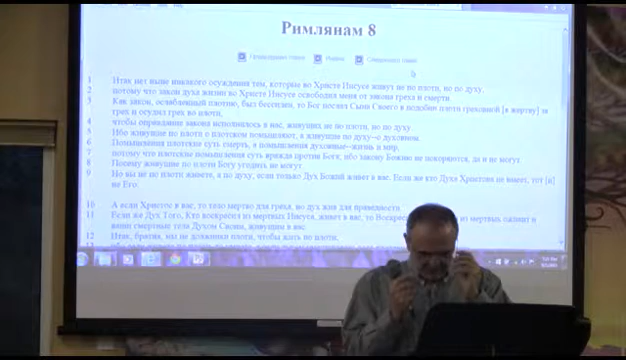 Римлянам 8
Предыдущая глава Индекс Следующая глава
1 Итак нет ныне никакого осуждения тем, которые во Христе Иисусе живут не по плоти, но по духу,
2 потому что закон духа жизни во Христе Иисусе освободил меня от закона греха и смерти.
3 Как закон, ослабленный плотию, был бессилен, то Бог послал Сына Своего в подобии плоти греховной [в жертву] за
грех и осудил грех во плоти,
4 чтобы оправдание закона исполнилось в нас, живущих не по плоти, но по духу.
5 Ибо живущие по плоти о плотском помышляют, а живущие по духу--о духовном.
6 Помышления плотские суть смерть, а помышления духовные--жизнь и мир,
7 потому что плотские помышления суть вражда против Бога; ибо закону Божию не покоряются, да и не могут.
8 Посему живущие по плоти Богу угодить не могут.
9 Но вы не по плоти живете, а по духу, если только Дух Божий живет в вас. Если же кто Духа Христова не имеет, тот [и]
не Его.
10 А если Христос в вас, то тело мертво для греха, но дух жив для праведности.
11 Если же Дух Того, Кто воскресил из мертвых Иисуса, живет в вас, то Воскрес из мертвых оживит и
ваши смертные тела Духом Своим, живущим в вас.
12 Итак, братия, мы не должники плоти, чтобы жить по плоти;